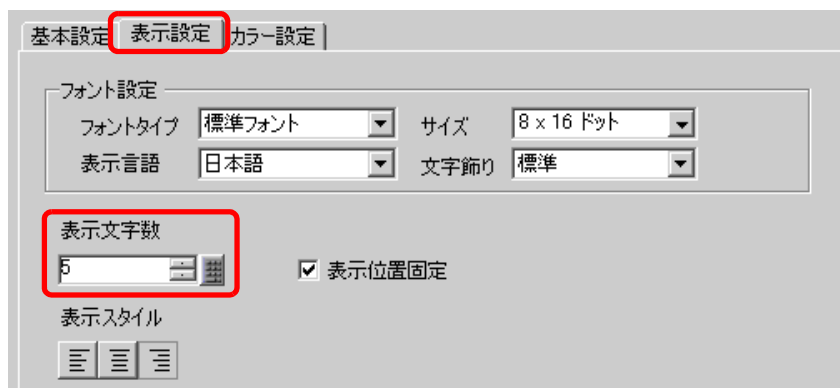 基本設定 表示設定 カラー設定
フォント設定
フォントタイプ 標準フォント サイズ 8 x 16 ドット
表示言語 日本語 文字飾り 標準
表示文字数
5 表示位置固定
表示スタイル